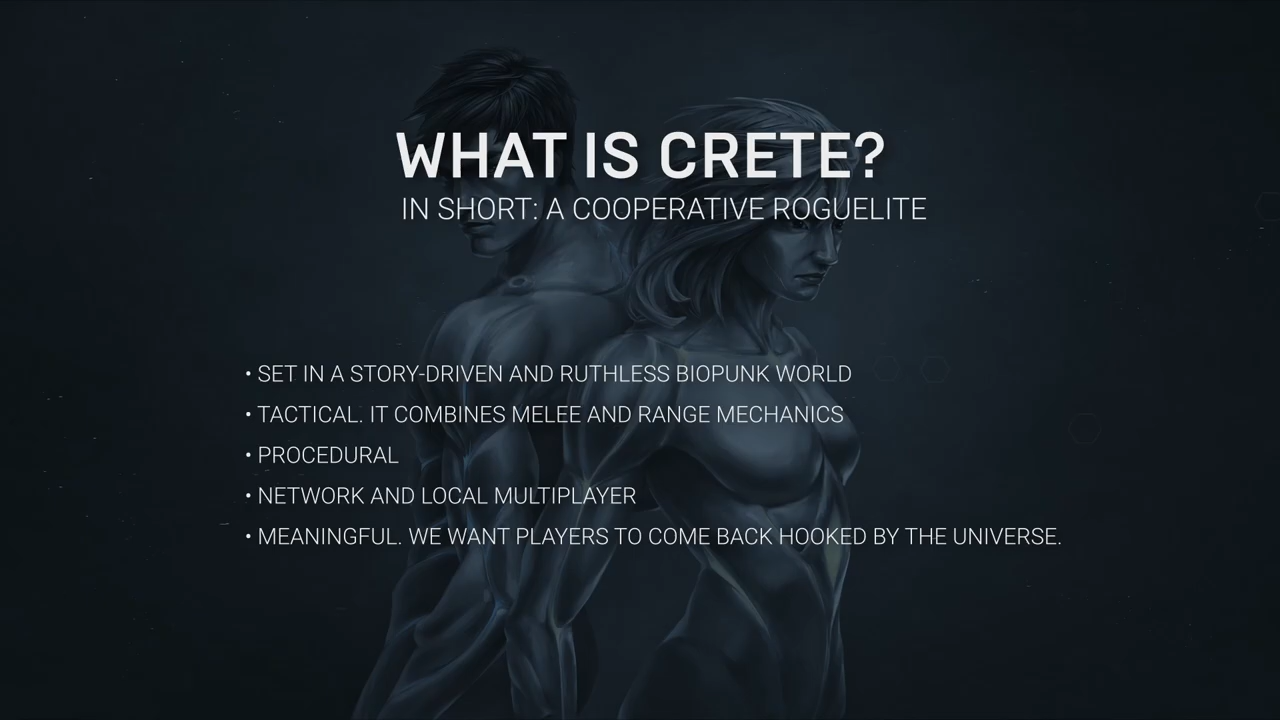 WHAT IS CRETE?
IN SHORT: A COOPERATIVE ROGUELITE
• SET IN A STORY-DRIVEN AND RUTHLESS BIOPUNK WORLD
• TACTICAL. IT COMBINES MELEE AND RANGE MECHANICS
• PROCEDURAL
• NETWORK AND LOCAL MULTIPLAYER
• MEANINGFUL. WE WANT PLAYERS TO COME BACK HOOKED BY THE UNIVERSE.